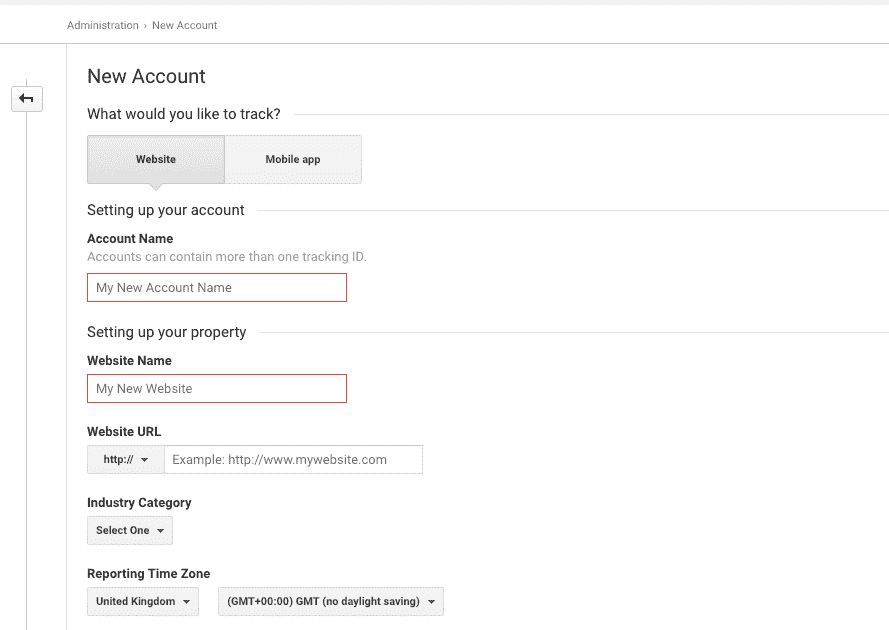 Administration › New Account
New Account
What would you like to track?
Website Mobile app
Setting up your account
Account Name
Accounts can contain more than one tracking ID.
My New Account Name
Setting up your property
Website Name
My New Website
Website URL
http:// Example: http://www.mywebsite.com
Industry Category
Select One
Reporting Time Zone
United Kingdom (GMT+00:00) GMT (no daylight saving)